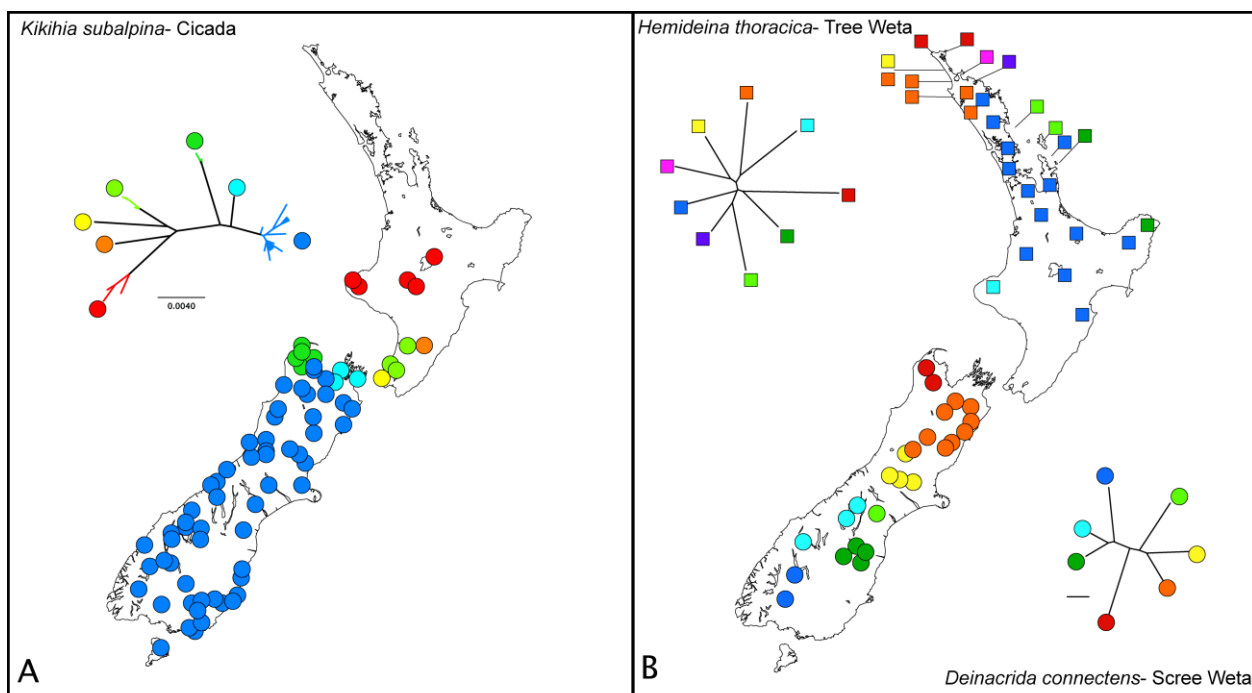 Kikihia subalpina- Cicada
0.0040
A
Hemideina thoracica- Tree Weta
B
Deinacrida connectens- Scree Weta